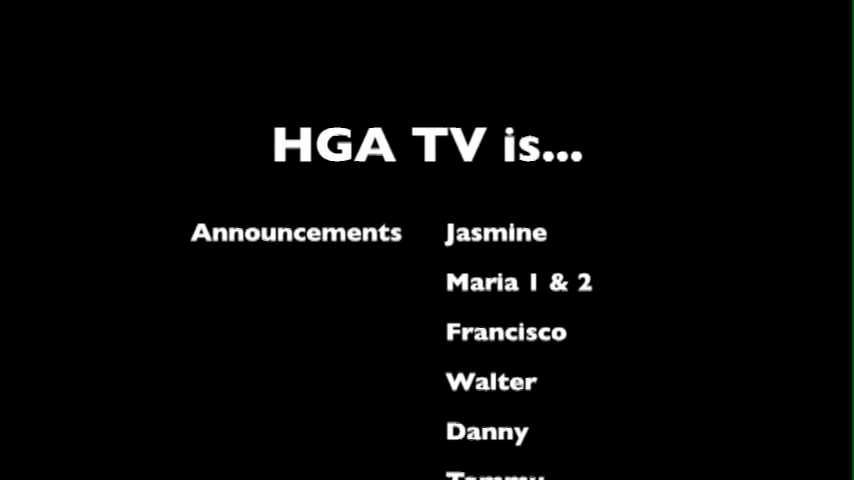 HGA TV is...
Announcements Jasmine
Maria 1 & 2
Francisco
Walter
Danny